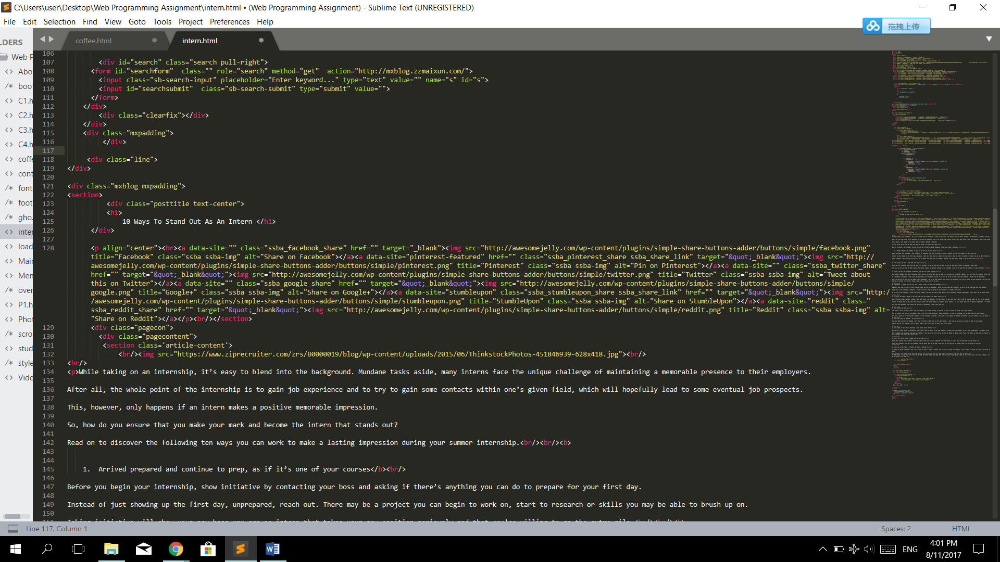 C:\Users\user\Desktop\Web Programming Assignment\intern.html • (Web Programming Assignment) - Sublime Text (UNREGISTERED)
File Edit Selection Find View Goto Tools Project Preferences Help
拖拽上传
LDERS
Web P
Abo
boot
C1.h
C2.h
C3.h
C4.h
coffe
cont
font
foot
gho.
inter
load
Mai
Men
over
P1.h
Phot
scro
stud
style
Vide
coffee.html
intern.html
106
107 <div id="search" class="search pull-right">
108 <form id="searchform"  class="" role="search" method="get"  action="http://mxblog.zzmaixun.com/">
109 <input class="sb-search-input" placeholder="Enter keyword..." type="text" value="" name="s" id="s">
110 <input id="searchsubmit"  class="sb-search-submit" type="submit" value="">
111 </form>
112 </div>
113 <div class="clearfix"></div>
114 </div>
115 <div class="mxpadding">
116 </div>
117
118 <div class="line">
119 </div>
120
121 <div class="mxblog mxpadding">
122 <section>
123 <div class="posttitle text-center">
124 <h1>
125 10 Ways To Stand Out As An Intern </h1>
126 </div>
127
128 <p align="center"><br><a data-site="" class="ssba_facebook_share" href="" target="_blank"><img src="http://awesomejelly.com/wp-content/plugins/simple-share-buttons-adder/buttons/simple/facebook.png"
title="Facebook" class="ssba ssba-img" alt="Share on Facebook"></a><a data-site="pinterest-featured" href="" class="ssba_pinterest_share ssba_share_link" target="&quot;_blank&quot;"><img src="http://
awesomejelly.com/wp-content/plugins/simple-share-buttons-adder/buttons/simple/pinterest.png" title="Pinterest" class="ssba ssba-img" alt="Pin on Pinterest"></a><a data-site="" class="ssba_twitter_share"
href="" target="&quot;_blank&quot;"><img src="http://awesomejelly.com/wp-content/plugins/simple-share-buttons-adder/buttons/simple/twitter.png" title="Twitter" class="ssba ssba-img" alt="Tweet about
this on Twitter"></a><a data-site="" class="ssba_google_share" href="" target="&quot;_blank&quot;"><img src="http://awesomejelly.com/wp-content/plugins/simple-share-buttons-adder/buttons/simple/
google.png" title="Google+" class="ssba ssba-img" alt="Share on Google+"></a><a data-site="stumbleupon" class="ssba_stumbleupon_share ssba_share_link" href="" target="&quot;_blank&quot;"><img src="http:/
/awesomejelly.com/wp-content/plugins/simple-share-buttons-adder/buttons/simple/stumbleupon.png" title="StumbleUpon" class="ssba ssba-img" alt="Share on StumbleUpon"></a><a data-site="reddit" class="
ssba_reddit_share" href="" target="&quot;_blank&quot;"><img src="http://awesomejelly.com/wp-content/plugins/simple-share-buttons-adder/buttons/simple/reddit.png" title="Reddit" class="ssba ssba-img" alt=
"Share on Reddit"></a></p><br/></section>
129 <div class="pagecon">
130 <div class="pagecontent">
131 <section class='article-content'>
132 <br/><img src="https://www.ziprecruiter.com/zrs/B0000019/blog/wp-content/uploads/2015/06/ThinkstockPhotos-451846939-628x418.jpg"><br/>
133 <br/>
134 <p>While taking on an internship, it’s easy to blend into the background. Mundane tasks aside, many interns face the unique challenge of maintaining a memorable presence to their employers.
135
136 After all, the whole point of the internship is to gain job experience and to try to gain some contacts within one’s given field, which will hopefully lead to some eventual job prospects.
137
138 This, however, only happens if an intern makes a positive memorable impression.
139
140 So, how do you ensure that you make your mark and become the intern that stands out?
141
142 Read on to discover the following ten ways you can work to make a lasting impression during your summer internship.<br/><br/><b>
143
144
145 1.  Arrived prepared and continue to prep, as if it’s one of your courses</b><br/>
146
147 Before you begin your internship, show initiative by contacting your boss and asking if there’s anything you can do to prepare for your first day.
148
149 Instead of just showing up the first day, unprepared, reach out. There may be a project you can begin to work on, start to research or skills you may be able to brush up on.
150
Line 117, Column 1
Spaces: 2
HTML
ENG
4:01 PM
8/11/2017